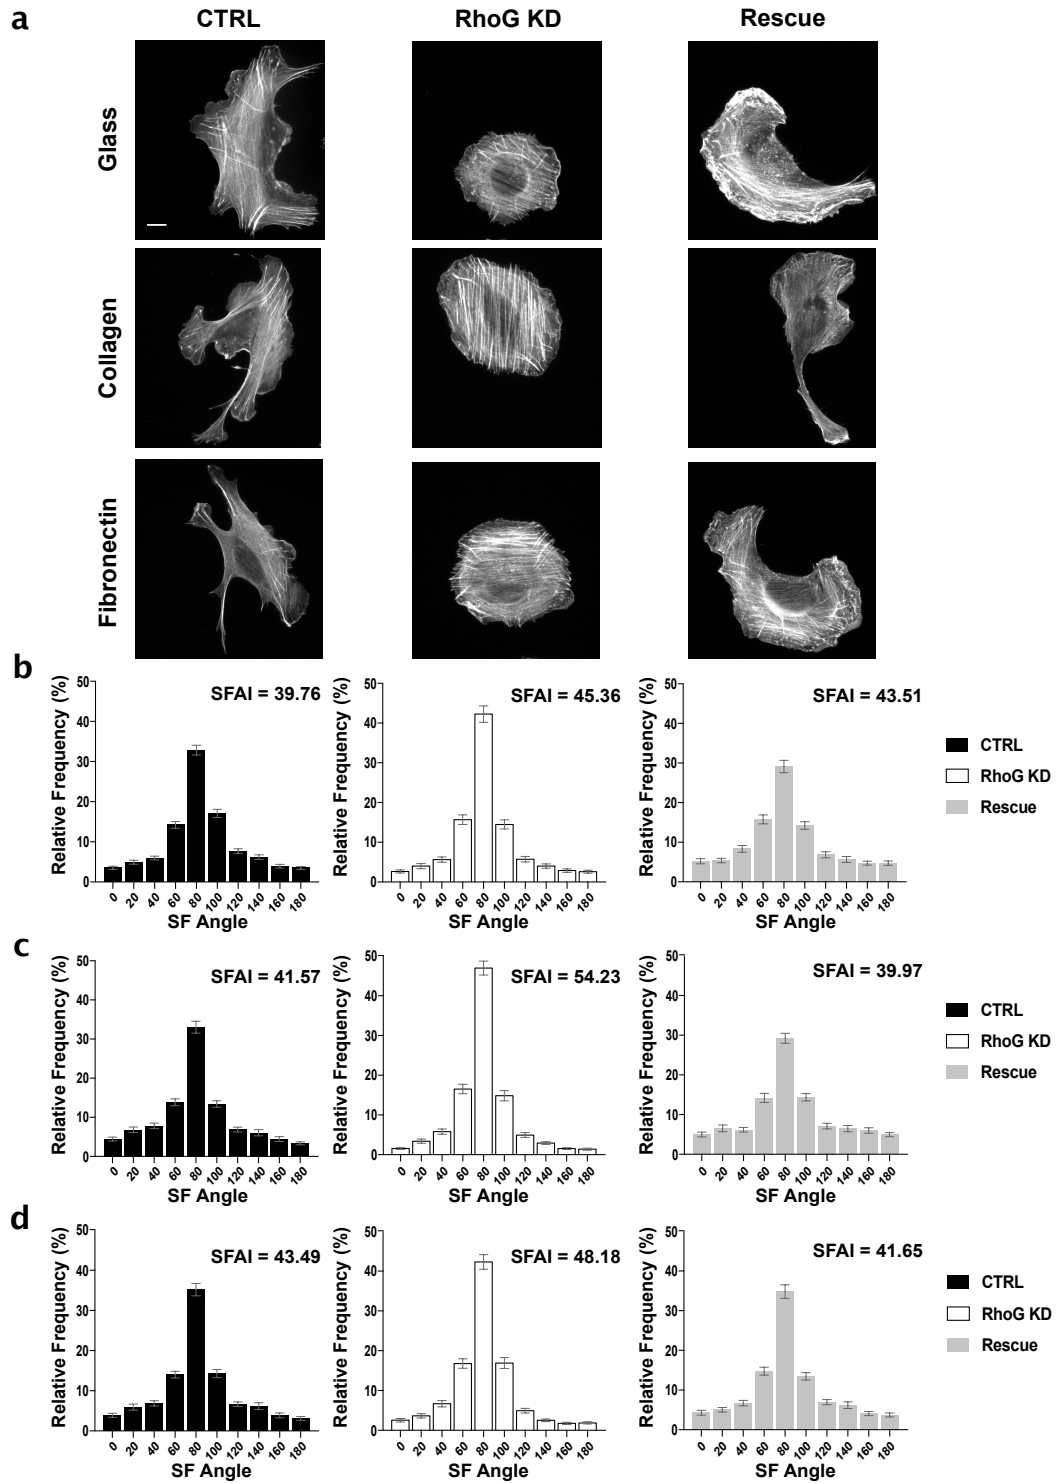 a
CTRL RhoG KD Rescue
Glass
Collagen
Fibronectin
b
Relative Frequency (%)
50
40
30
20
10
0
SFAI = 39.76
0 20 40 60 80 100 120 140 160 180
SF Angle
Relative Frequency (%)
50
40
30
20
10
0
SFAI = 45.36
0 20 40 60 80 100 120 140 160 180
SF Angle
Relative Frequency (%)
50
40
30
20
10
0
SFAI = 43.51
0 20 40 60 80 100 120 140 160 180
SF Angle
CTRL
RhoG KD
Rescue
c
Relative Frequency (%)
50
40
30
20
10
0
SFAI = 41.57
0 20 40 60 80 100 120 140 160 180
SF Angle
Relative Frequency (%)
50
40
30
20
10
0
SFAI = 54.23
0 20 40 60 80 100 120 140 160 180
SF Angle
Relative Frequency (%)
50
40
30
20
10
0
SFAI = 39.97
0 20 40 60 80 100 120 140 160 180
SF Angle
CTRL
RhoG KD
Rescue
d
Relative Frequency (%)
50
40
30
20
10
0
SFAI = 43.49
0 20 40 60 80 100 120 140 160 180
SF Angle
Relative Frequency (%)
50
40
30
20
10
0
SFAI = 48.18
0 20 40 60 80 100 120 140 160 180
SF Angle
Relative Frequency (%)
50
40
30
20
10
0
SFAI = 41.65
0 20 40 60 80 100 120 140 160 180
SF Angle
CTRL
RhoG KD
Rescue